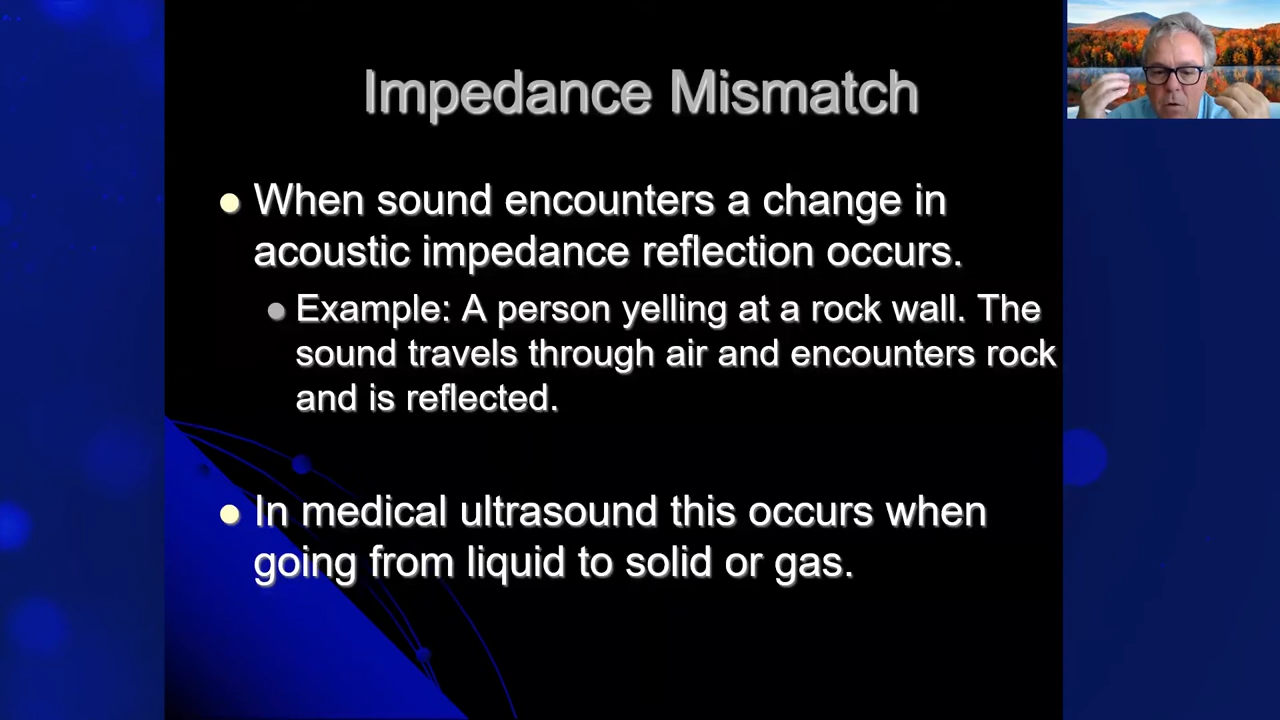 Impedance Mismatch
When sound encounters a change in
acoustic impedance reflection occurs.
Example: A person yelling at a rock wall. The
sound travels through air and encounters rock
and is reflected.
In medical ultrasound this occurs when
going from liquid to solid or gas.